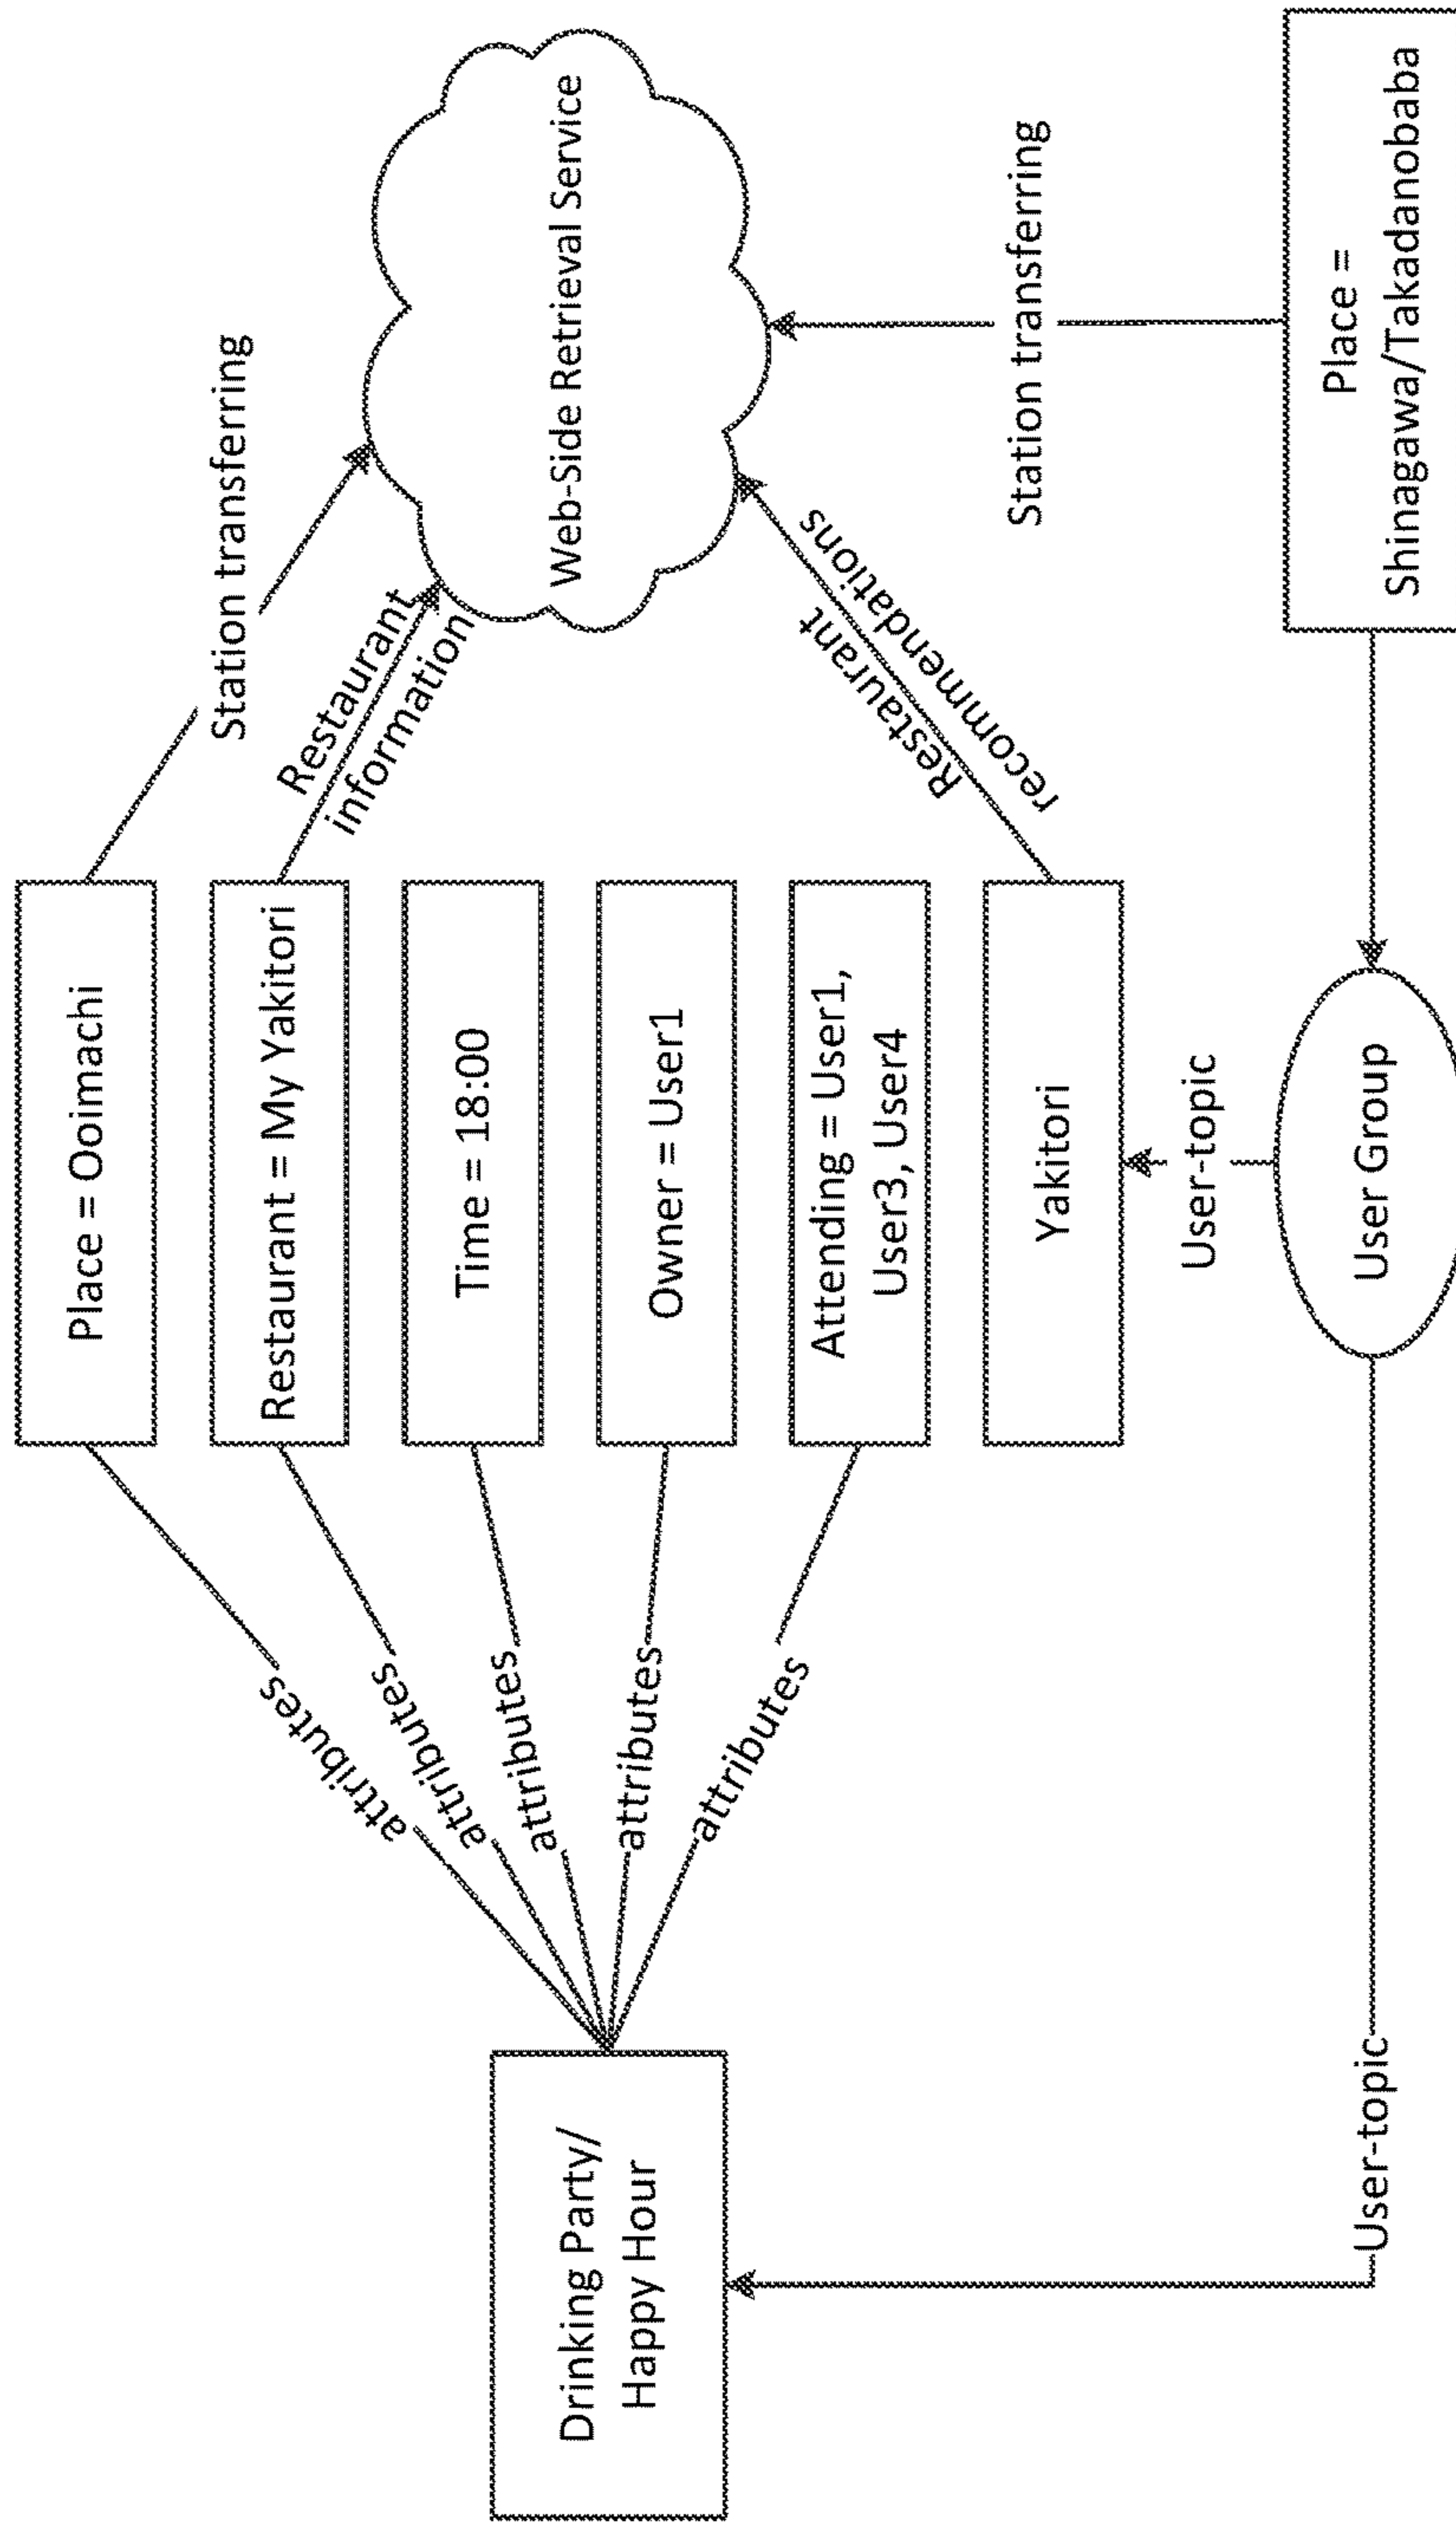 Drinking Party/
Happy Hour
attributes
attributes
attributes
attributes
attributes
Place = Ooimachi
Restaurant = My Yakitori
Time = 18:00
Owner = User1
Attending = User1,
User3, User4
Yakitori
Station transferring
Restaurant
information
Restaurant
recommendations
Web-Side Retrieval Service
Station transferring
User-topic
User-topic
User Group
Place =
Shinagawa/Takadanobaba